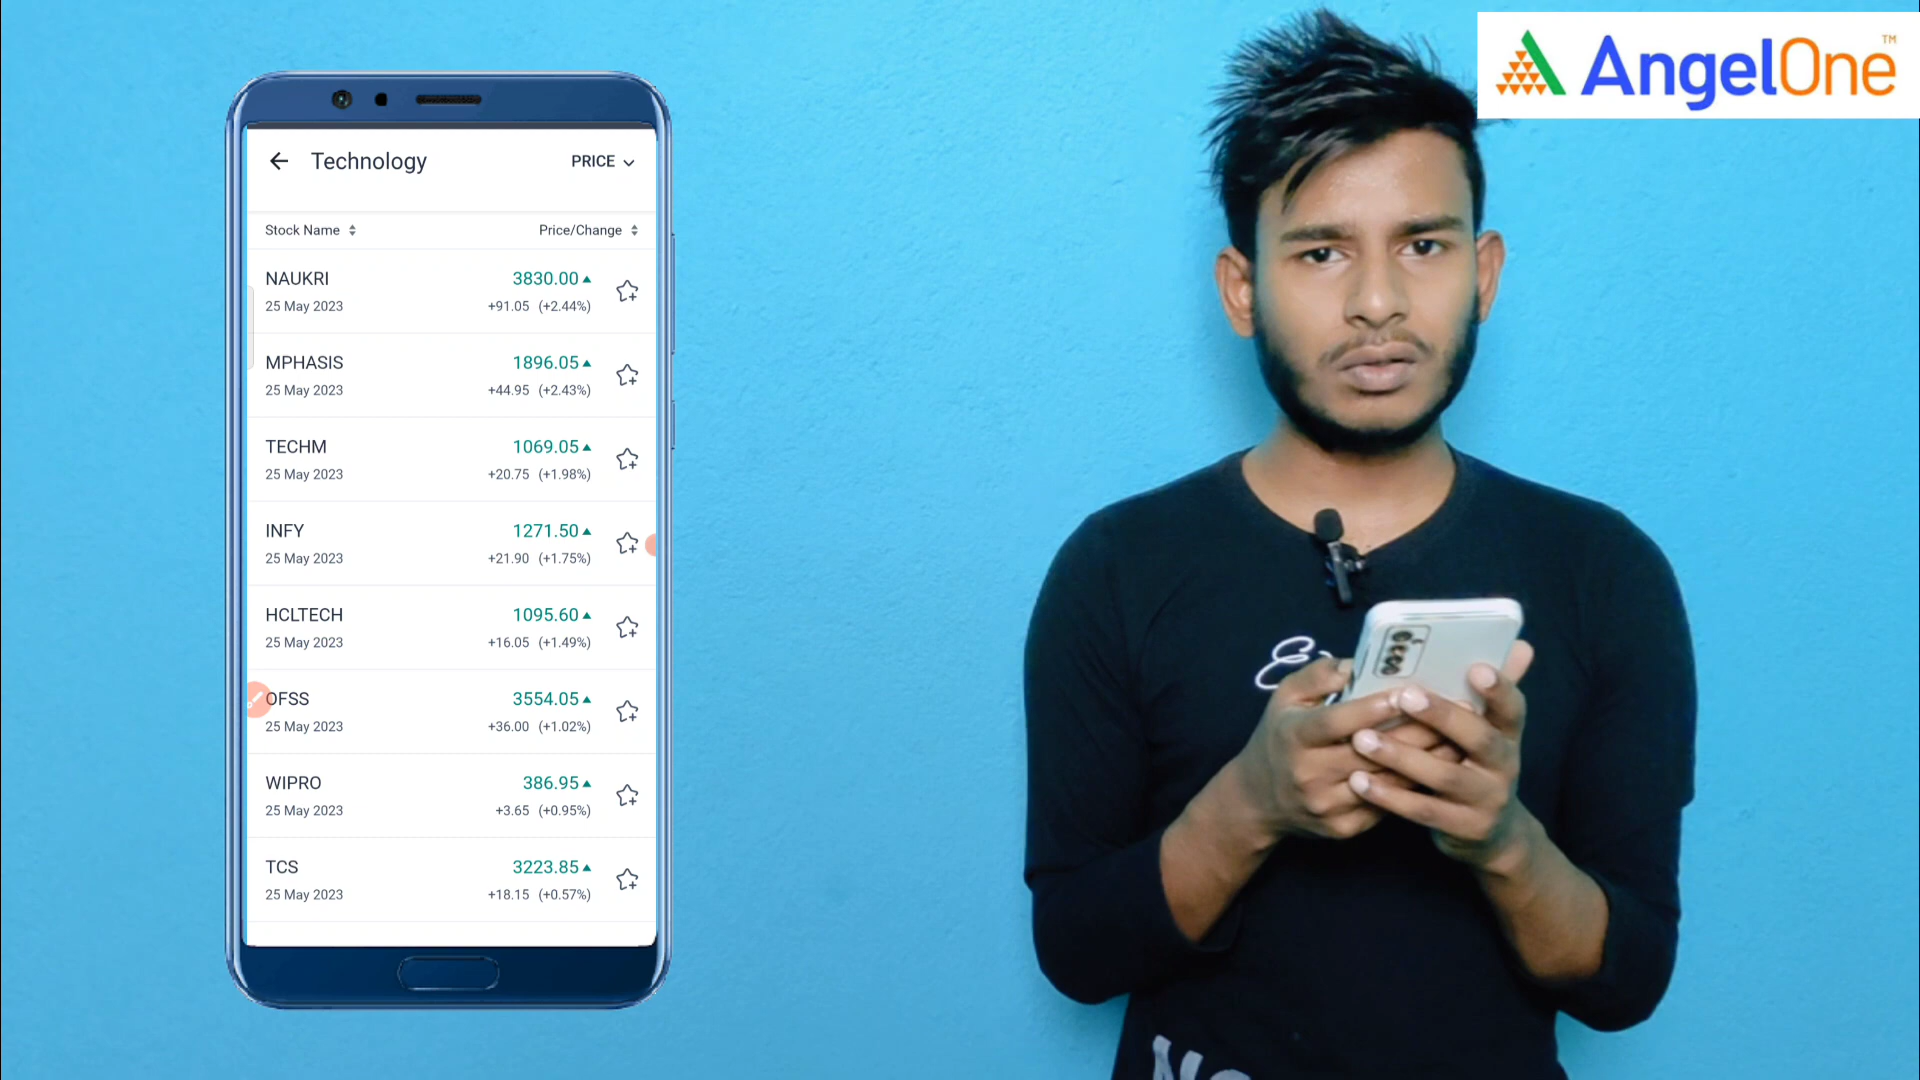 AngelOne™
Technology PRICE
Stock Name Price/Change
NAUKRI 3830.00
25 May 2023 +91.05 (+2.44%)
MPHASIS 1896.05
25 May 2023 +44.95 (+2.43%)
TECHM 1069.05
25 May 2023 +20.75 (+1.98%)
INFY 1271.50
25 May 2023 +21.90 (+1.75%)
HCLTECH 1095.60
25 May 2023 +16.05 (+1.49%)
OFSS 3554.05
25 May 2023 +36.00 (+1.02%)
WIPRO 386.95
25 May 2023 +3.65 (+0.95%)
TCS 3223.85
25 May 2023 +18.15 (+0.57%)